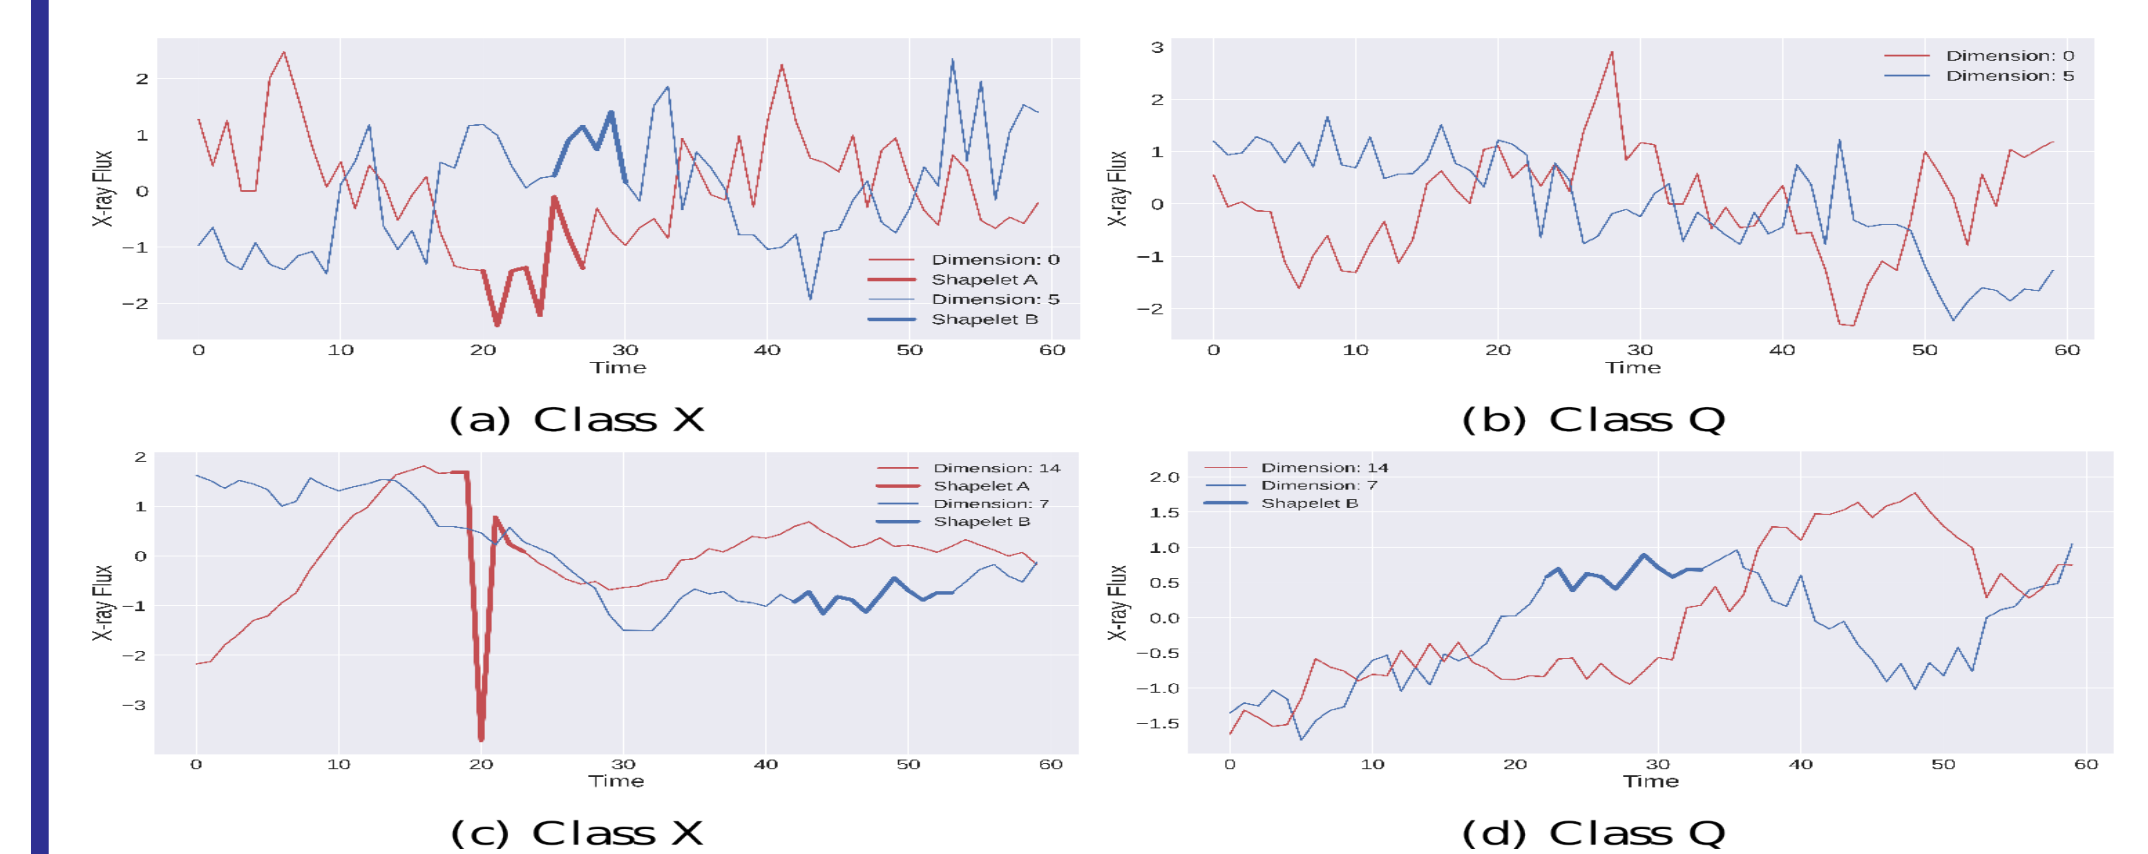 X-ray Flux
2
1
0
−1
−2
Dimension: 0
Shapelet A
Dimension: 5
Shapelet B
0 10 20 30 40 50 60
Time
(a) Class X
X-ray Flux
3
2
1
0
−1
−2
Dimension: 0
Dimension: 5
0 10 20 30 40 50 60
Time
(b) Class Q
X-ray Flux
2
1
0
−1
−2
−3
Dimension: 14
Shapelet A
Dimension: 7
Shapelet B
0 10 20 30 40 50 60
Time
(c) Class X
X-ray Flux
2.0
1.5
1.0
0.5
0.0
−0.5
−1.0
−1.5
Dimension: 14
Dimension: 7
Shapelet B
0 10 20 30 40 50 60
Time
(d) Class Q